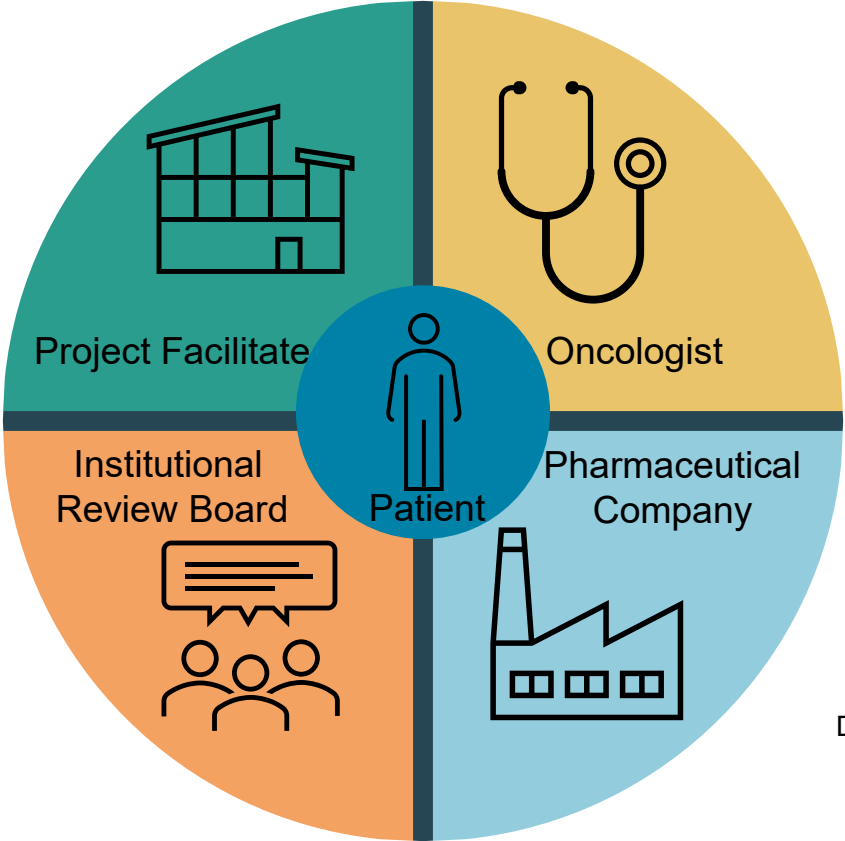 Project Facilitate
Oncologist
Institutional
Review Board
Patient
Pharmaceutical
Company